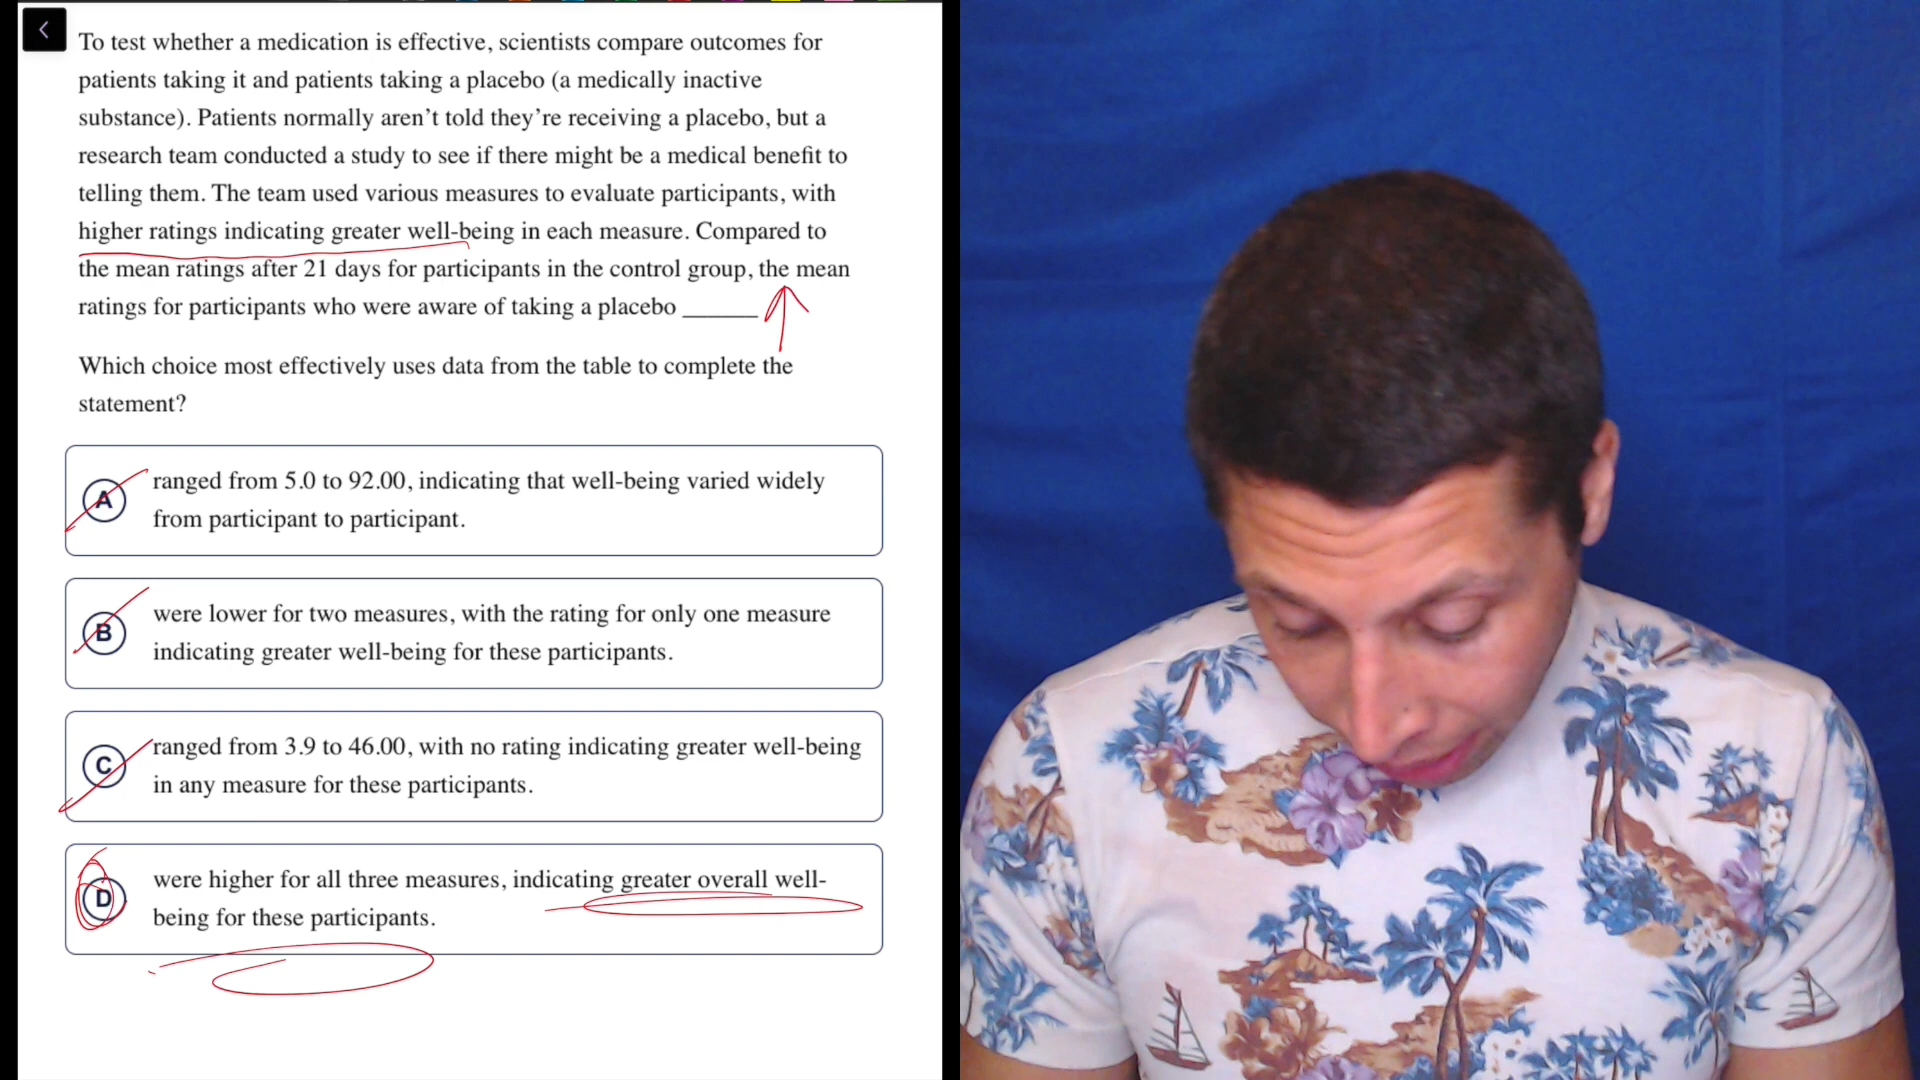 To test whether a medication is effective, scientists compare outcomes for
patients taking it and patients taking a placebo (a medically inactive
substance). Patients normally aren’t told they’re receiving a placebo, but a
research team conducted a study to see if there might be a medical benefit to
telling them. The team used various measures to evaluate participants, with
higher ratings indicating greater well-being in each measure. Compared to
the mean ratings after 21 days for participants in the control group, the mean
ratings for participants who were aware of taking a placebo ______
Which choice most effectively uses data from the table to complete the
statement?
A
ranged from 5.0 to 92.00, indicating that well-being varied widely
from participant to participant.
B
were lower for two measures, with the rating for only one measure
indicating greater well-being for these participants.
C
ranged from 3.9 to 46.00, with no rating indicating greater well-being
in any measure for these participants.
D
were higher for all three measures, indicating greater overall well-
being for these participants.